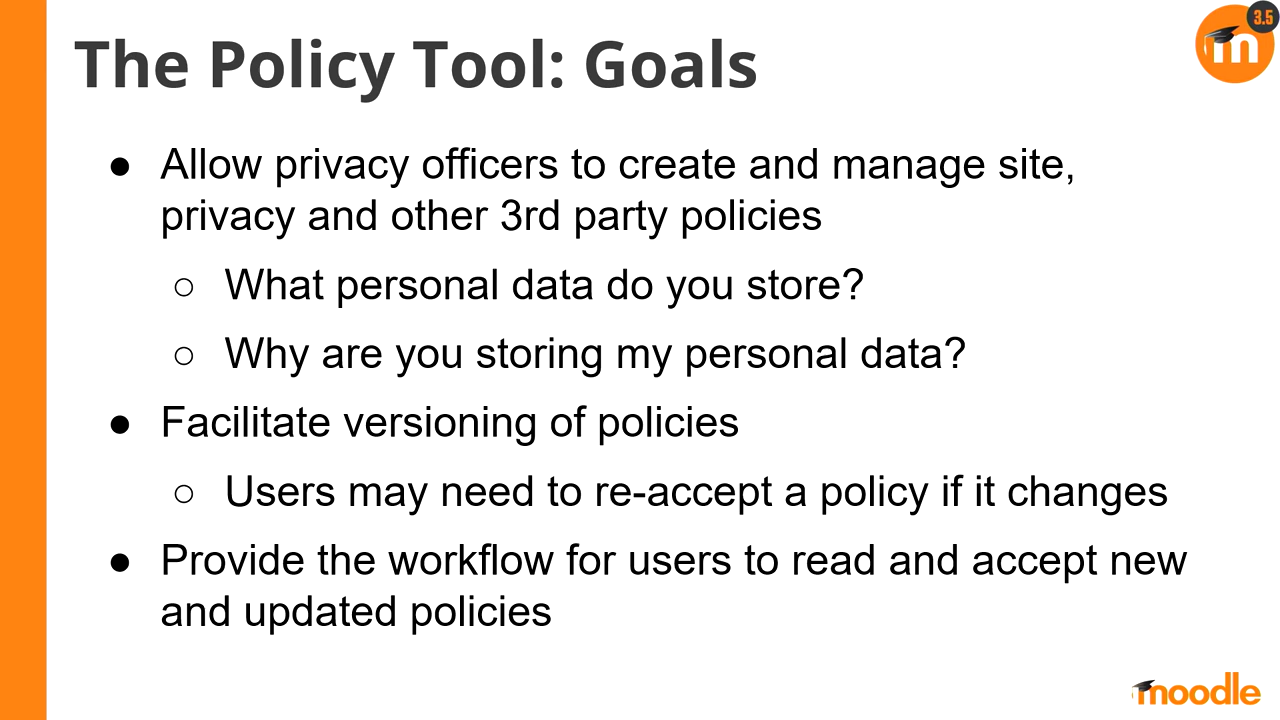 The Policy Tool: Goals
3.5
m
● Allow privacy officers to create and manage site,
privacy and other 3rd party policies
○ What personal data do you store?
○ Why are you storing my personal data?
● Facilitate versioning of policies
○ Users may need to re-accept a policy if it changes
● Provide the workflow for users to read and accept new
and updated policies
moodle